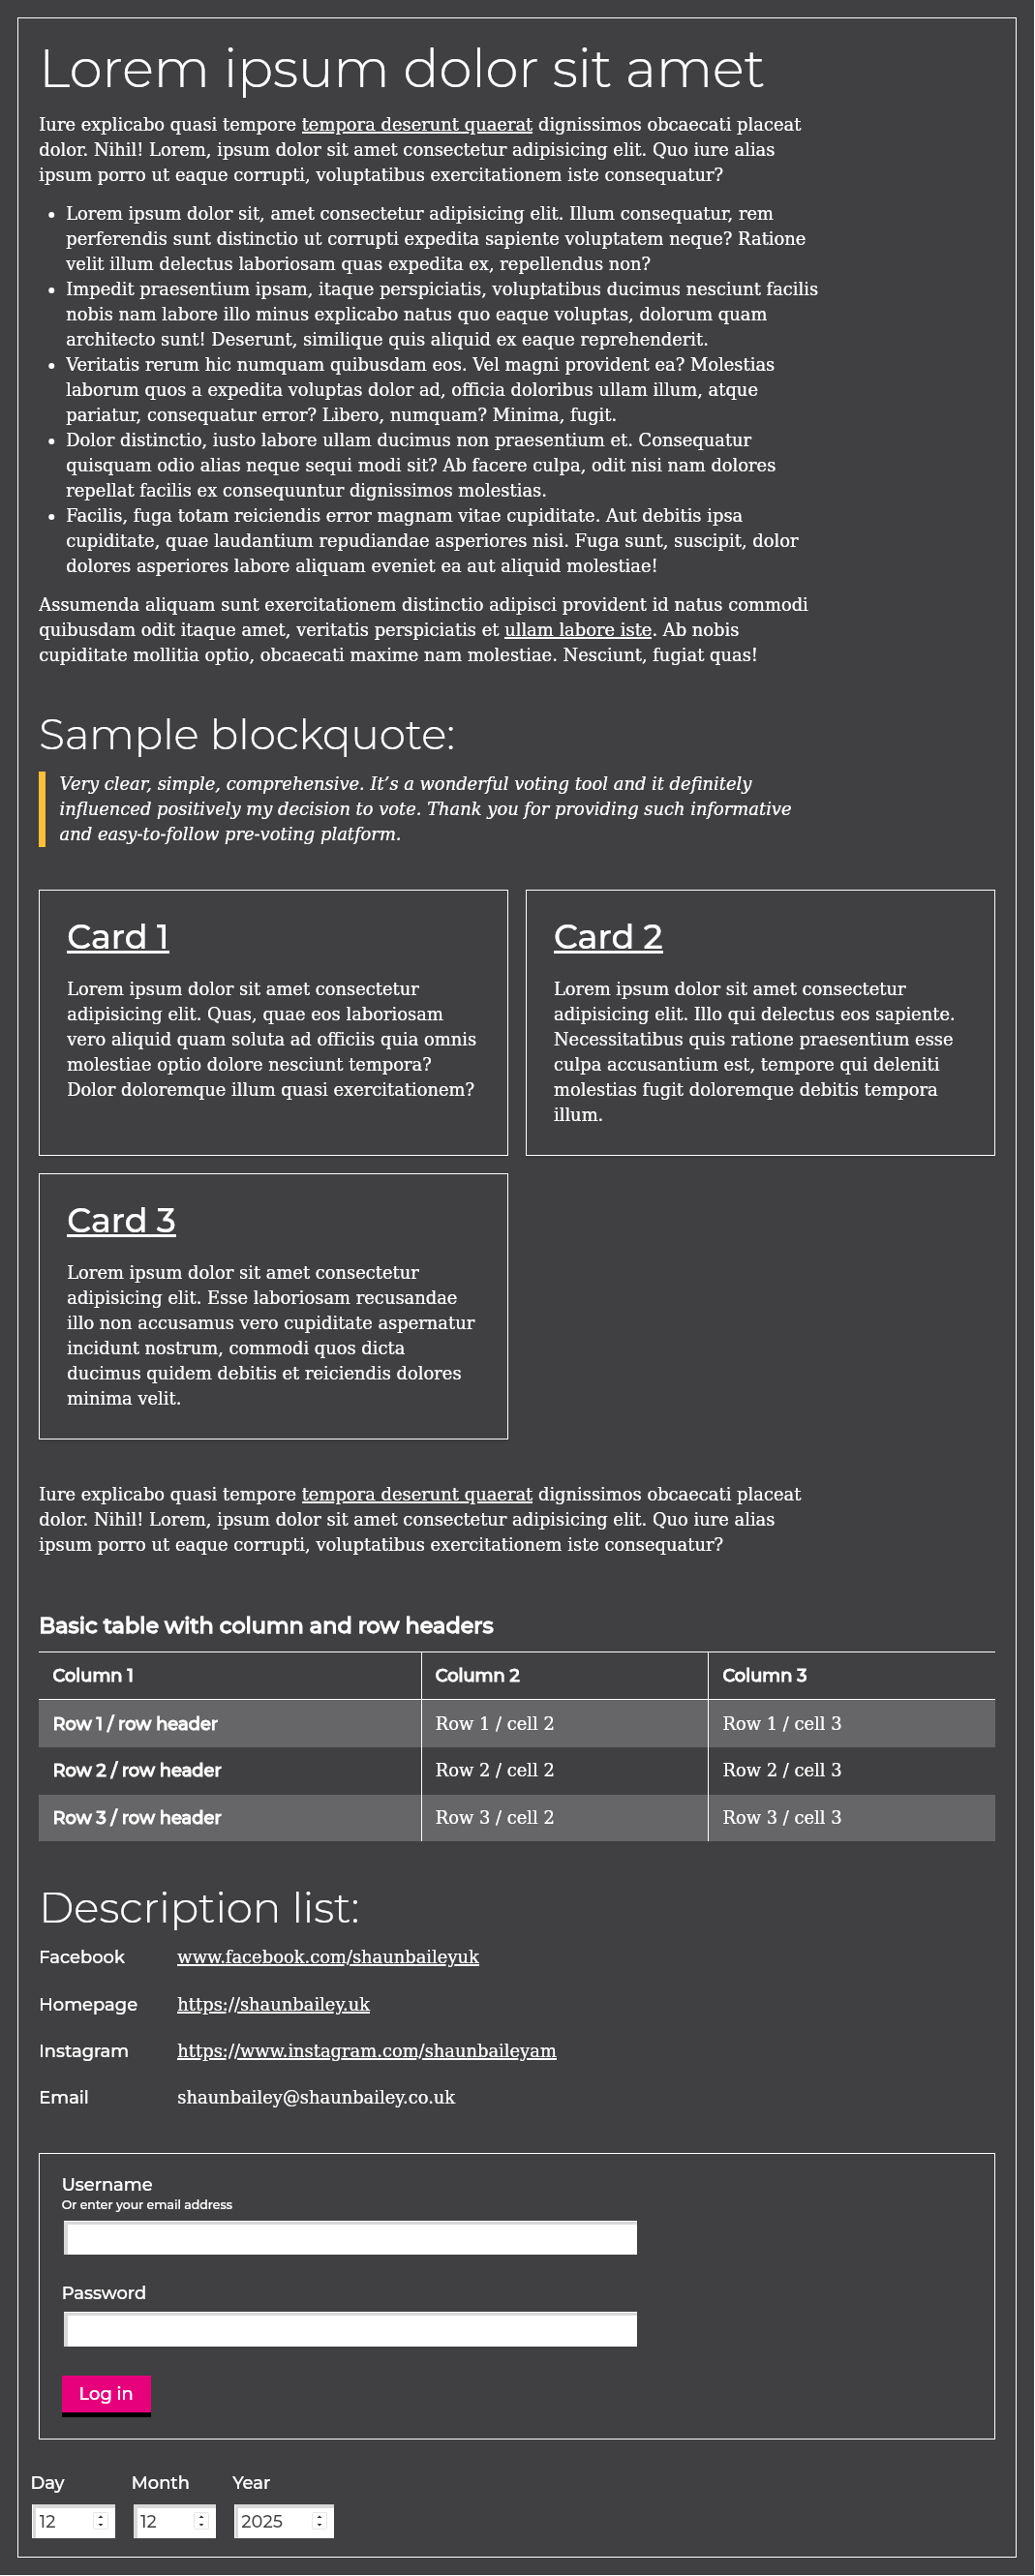 Lorem ipsum dolor sit amet
Iure explicabo quasi tempore tempora deserunt quaerat dignissimos obcaecati placeat
dolor. Nihil! Lorem, ipsum dolor sit amet consectetur adipisicing elit. Quo iure alias
ipsum porro ut eaque corrupti, voluptatibus exercitationem iste consequatur?
• Lorem ipsum dolor sit, amet consectetur adipisicing elit. Illum consequatur, rem
perferendis sunt distinctio ut corrupti expedita sapiente voluptatem neque? Ratione
velit illum delectus laboriosam quas expedita ex, repellendus non?
• Impedit praesentium ipsam, itaque perspiciatis, voluptatibus ducimus nesciunt facilis
nobis nam labore illo minus explicabo natus quo eaque voluptas, dolorum quam
architecto sunt! Deserunt, similique quis aliquid ex eaque reprehenderit.
• Veritatis rerum hic numquam quibusdam eos. Vel magni provident ea? Molestias
laborum quos a expedita voluptas dolor ad, officia doloribus ullam illum, atque
pariatur, consequatur error? Libero, numquam? Minima, fugit.
• Dolor distinctio, iusto labore ullam ducimus non praesentium et. Consequatur
quisquam odio alias neque sequi modi sit? Ab facere culpa, odit nisi nam dolores
repellat facilis ex consequuntur dignissimos molestias.
• Facilis, fuga totam reiciendis error magnam vitae cupiditate. Aut debitis ipsa
cupiditate, quae laudantium repudiandae asperiores nisi. Fuga sunt, suscipit, dolor
dolores asperiores labore aliquam eveniet ea aut aliquid molestiae!
Assumenda aliquam sunt exercitationem distinctio adipisci provident id natus commodi
quibusdam odit itaque amet, veritatis perspiciatis et ullam labore iste. Ab nobis
cupiditate mollitia optio, obcaecati maxime nam molestiae. Nesciunt, fugiat quas!
Sample blockquote:
Very clear, simple, comprehensive. It’s a wonderful voting tool and it definitely
influenced positively my decision to vote. Thank you for providing such informative
and easy-to-follow pre-voting platform.
Card 1
Lorem ipsum dolor sit amet consectetur
adipisicing elit. Quas, quae eos laboriosam
vero aliquid quam soluta ad officiis quia omnis
molestiae optio dolore nesciunt tempora?
Dolor doloremque illum quasi exercitationem?
Card 2
Lorem ipsum dolor sit amet consectetur
adipisicing elit. Illo qui delectus eos sapiente.
Necessitatibus quis ratione praesentium esse
culpa accusantium est, tempore qui deleniti
molestias fugit doloremque debitis tempora
illum.
Card 3
Lorem ipsum dolor sit amet consectetur
adipisicing elit. Esse laboriosam recusandae
illo non accusamus vero cupiditate aspernatur
incidunt nostrum, commodi quos dicta
ducimus quidem debitis et reiciendis dolores
minima velit.
Iure explicabo quasi tempore tempora deserunt quaerat dignissimos obcaecati placeat
dolor. Nihil! Lorem, ipsum dolor sit amet consectetur adipisicing elit. Quo iure alias
ipsum porro ut eaque corrupti, voluptatibus exercitationem iste consequatur?
Basic table with column and row headers
Column 1 Column 2 Column 3
Row 1 / row header Row 1 / cell 2 Row 1 / cell 3
Row 2 / row header Row 2 / cell 2 Row 2 / cell 3
Row 3 / row header Row 3 / cell 2 Row 3 / cell 3
Description list:
Facebook www.facebook.com/shaunbaileyuk
Homepage https://shaunbailey.uk
Instagram https://www.instagram.com/shaunbaileyam
Email shaunbailey@shaunbailey.co.uk
Username
Or enter your email address
Password
Log in
Day Month Year
12 12 2025